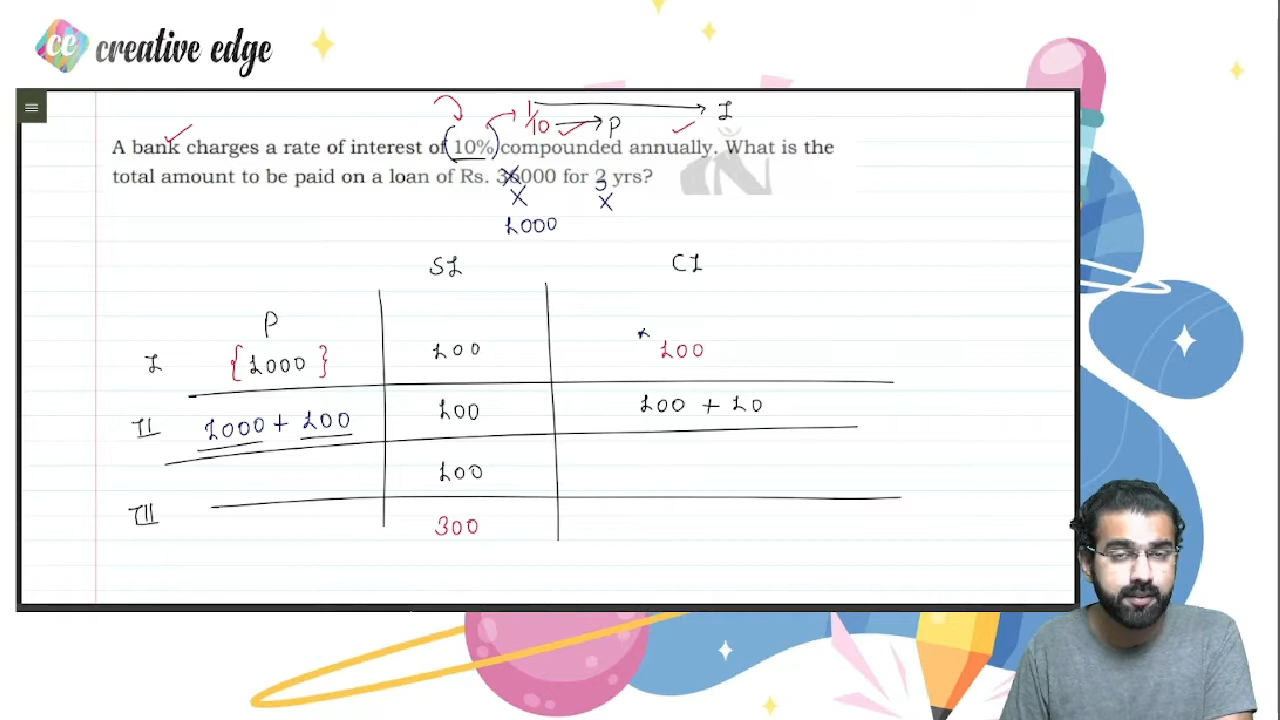 ce creative edge
1/10 → I
→ P
A bank charges a rate of interest of (10%) compounded annually. What is the
total amount to be paid on a loan of Rs. 36000 for 3 yrs?
x x
1000
SI CI
P
I {1000} 100 100
II 1000 + 100 100 100 + 10
100
III
300